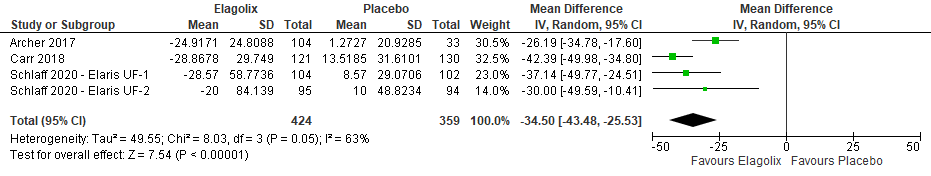 Elagolix Placebo Mean Difference Mean Difference
Study or Subgroup Mean SD Total Mean SD Total Weight IV, Random, 95% CI IV, Random, 95% CI
Archer 2017 -24.9171 24.8088 104 1.2727 20.9285 33 30.5% -26.19 [-34.78, -17.60]
Carr 2018 -28.8678 29.749 121 13.5185 31.6101 130 32.5% -42.39 [-49.98, -34.80]
Schlaff 2020 - Elaris UF-1 -28.57 58.7736 104 8.57 29.0706 102 23.0% -37.14 [-49.77, -24.51]
Schlaff 2020 - Elaris UF-2 -20 84.139 95 10 48.8234 94 14.0% -30.00 [-49.59, -10.41]
Total (95% CI) 424 359 100.0% -34.50 [-43.48, -25.53]
Heterogeneity: Tau² = 49.55; Chi² = 8.03, df = 3 (P = 0.05); I² = 63%
Test for overall effect: Z = 7.54 (P < 0.00001)
-50 -25 0 25 50
Favours Elagolix Favours Placebo